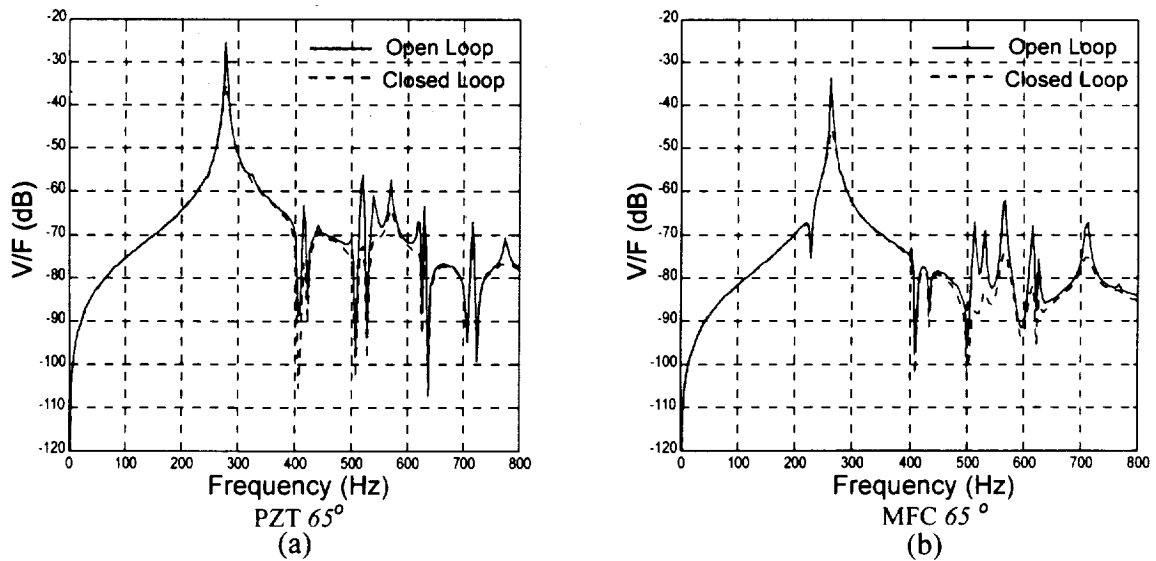 -20
-30
-40
-50
-60
-70
-80
-90
-100
-110
-120
V/F (dB)
Open Loop
Closed Loop
0 100 200 300 400 500 600 700 800
Frequency (Hz)
PZT 65°
(a)
-20
-30
-40
-50
-60
-70
-80
-90
-100
-110
-120
V/F (dB)
Open Loop
Closed Loop
0 100 200 300 400 500 600 700 800
Frequency (Hz)
MFC 65 °
(b)